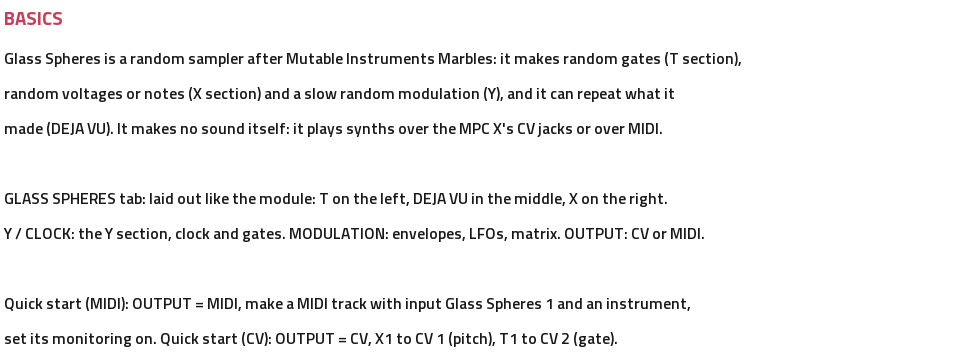 BASICS
Glass Spheres is a random sampler after Mutable Instruments Marbles: it makes random gates (T section),
random voltages or notes (X section) and a slow random modulation (Y), and it can repeat what it
made (DEJA VU). It makes no sound itself: it plays synths over the MPC X's CV jacks or over MIDI.
GLASS SPHERES tab: laid out like the module: T on the left, DEJA VU in the middle, X on the right.
Y / CLOCK: the Y section, clock and gates. MODULATION: envelopes, LFOs, matrix. OUTPUT: CV or MIDI.
Quick start (MIDI): OUTPUT = MIDI, make a MIDI track with input Glass Spheres 1 and an instrument,
set its monitoring on. Quick start (CV): OUTPUT = CV, X1 to CV 1 (pitch), T1 to CV 2 (gate).